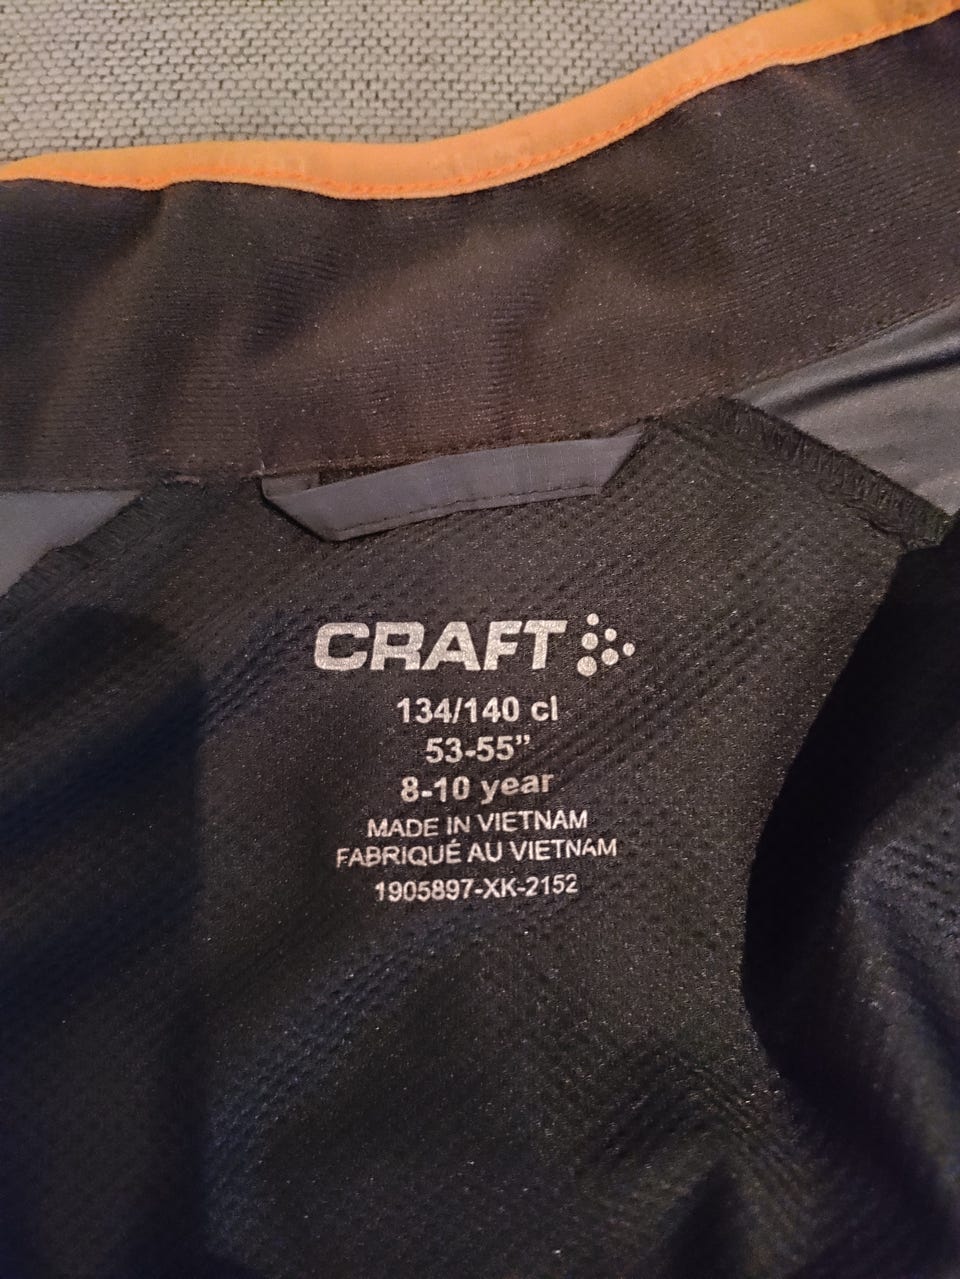 CRAFT
134/140 cl
53-55”
8-10 year
MADE IN VIETNAM
FABRIQUÉ AU VIETNAM
1905897-XK-2152